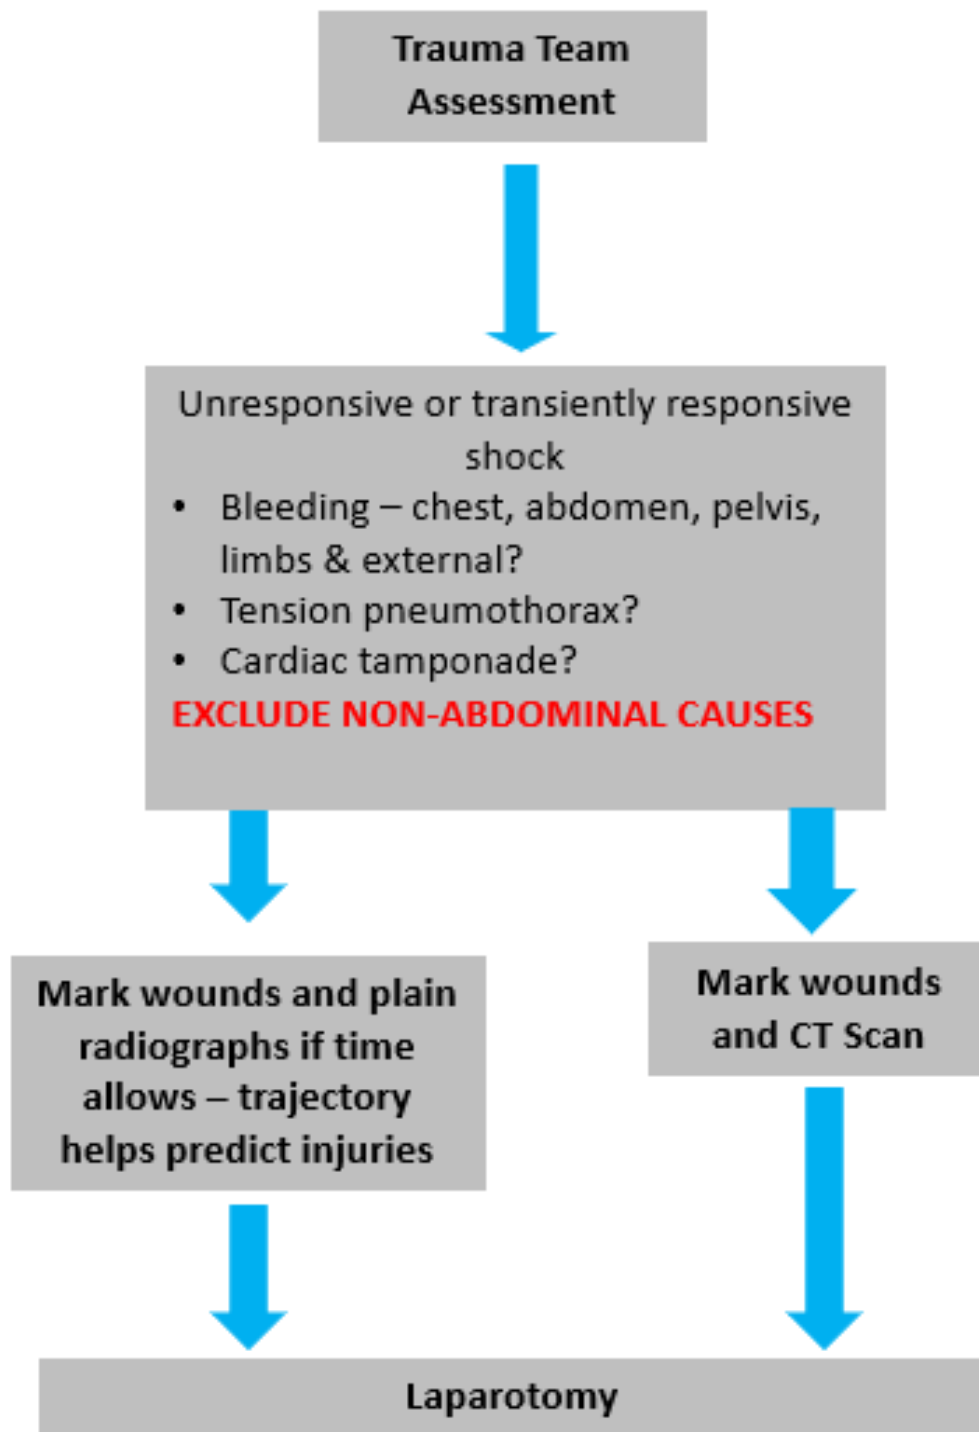 Trauma Team
Assessment
Unresponsive or transiently responsive
shock
• Bleeding – chest, abdomen, pelvis,
limbs & external?
• Tension pneumothorax?
• Cardiac tamponade?
EXCLUDE NON-ABDOMINAL CAUSES
Mark wounds and plain
radiographs if time
allows – trajectory
helps predict injuries
Mark wounds
and CT Scan
Laparotomy